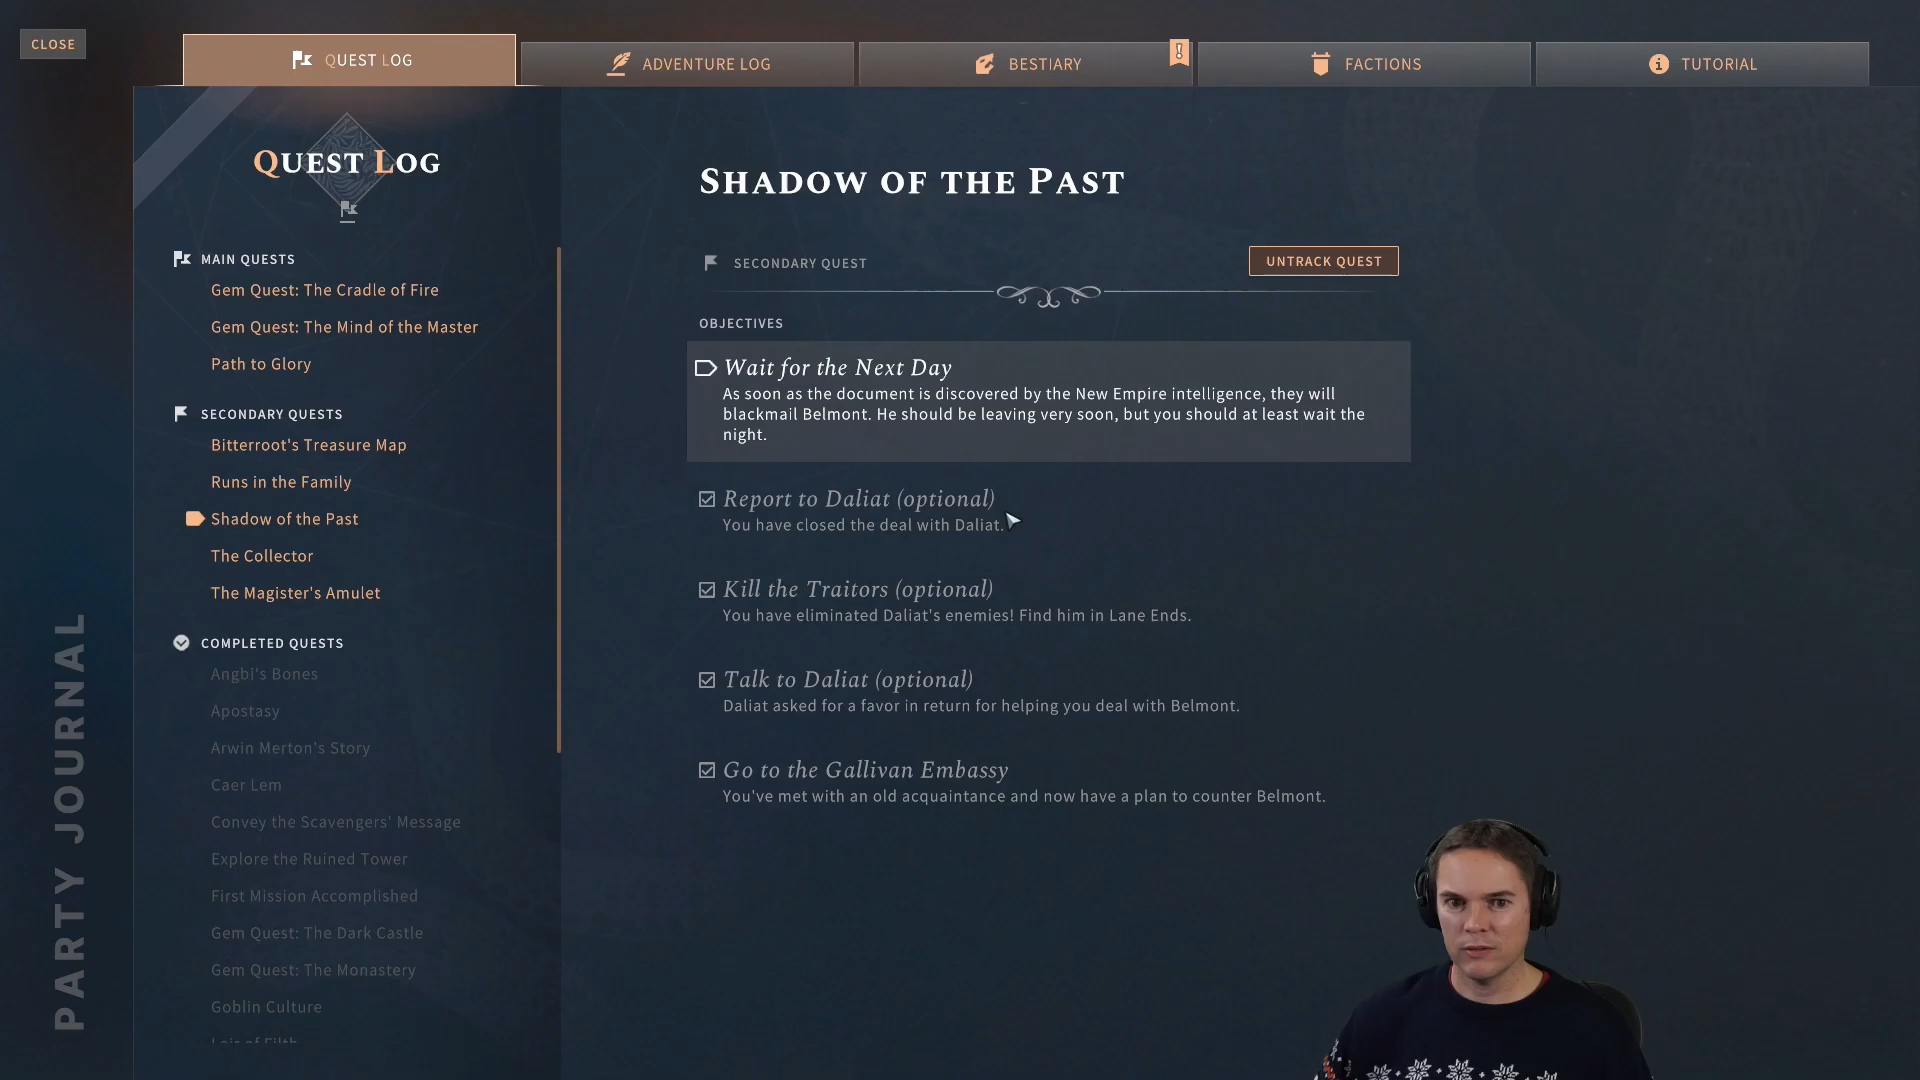 CLOSE
QUEST LOG
ADVENTURE LOG
BESTIARY
FACTIONS
TUTORIAL
QUEST LOG
MAIN QUESTS
Gem Quest: The Cradle of Fire
Gem Quest: The Mind of the Master
Path to Glory
SECONDARY QUESTS
Bitterroot's Treasure Map
Runs in the Family
Shadow of the Past
The Collector
The Magister's Amulet
COMPLETED QUESTS
Angbi's Bones
Apostasy
Arwin Merton's Story
Caer Lem
Convey the Scavengers' Message
Explore the Ruined Tower
First Mission Accomplished
Gem Quest: The Dark Castle
Gem Quest: The Monastery
Goblin Culture
Lair of Filth
PARTY JOURNAL
SHADOW OF THE PAST
SECONDARY QUEST
UNTRACK QUEST
OBJECTIVES
Wait for the Next Day
As soon as the document is discovered by the New Empire intelligence, they will
blackmail Belmont. He should be leaving very soon, but you should at least wait the
night.
Report to Daliat (optional)
You have closed the deal with Daliat.
Kill the Traitors (optional)
You have eliminated Daliat's enemies! Find him in Lane Ends.
Talk to Daliat (optional)
Daliat asked for a favor in return for helping you deal with Belmont.
Go to the Gallivan Embassy
You've met with an old acquaintance and now have a plan to counter Belmont.